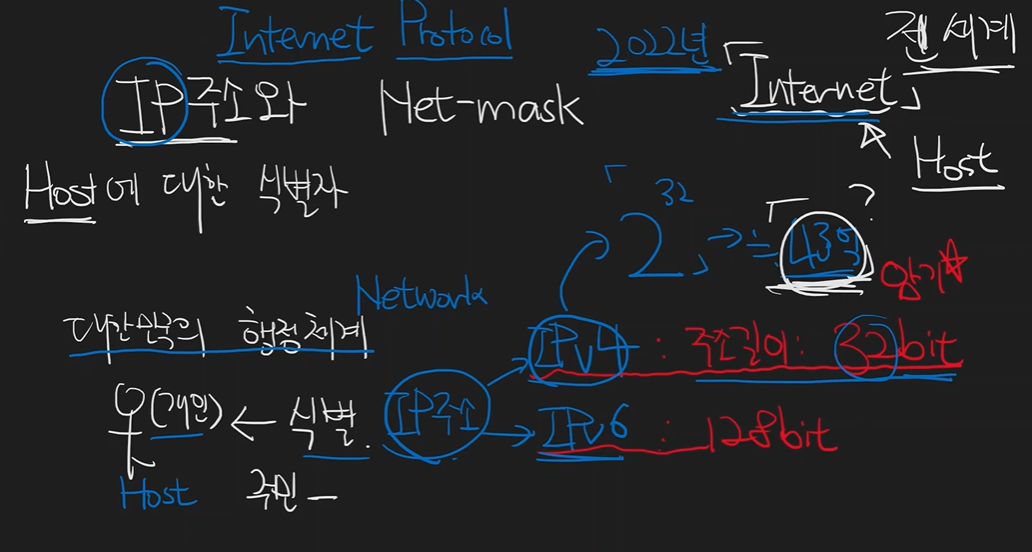 Internet Protocol
2022년
전 세계
IP주소와 Net-mask
「Internet」
Host
Host에 대한 식별자
「2³²」 → ≒ 「43억」?
암기☆
Network
대한민국의 행정체계
IPv4 : 주소길이: 32bit
(개인) ← 식별.
IP주소
IPv6 : 128bit
Host
주민 –